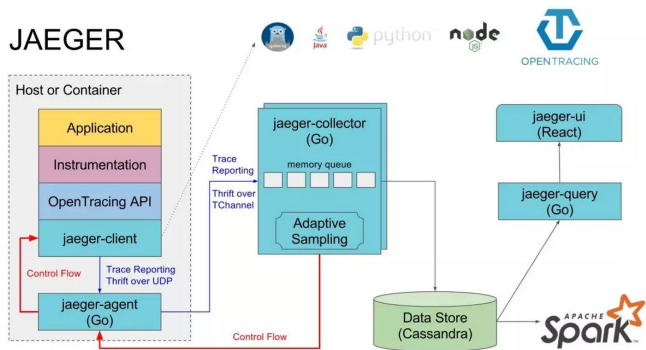 JAEGER
Java
python
node
JS
OPENTRACING
Host or Container
Application
Instrumentation
OpenTracing API
jaeger-client
Control Flow
Trace Reporting
Thrift over UDP
jaeger-agent
(Go)
Trace
Reporting
Thrift over
TChannel
jaeger-collector
(Go)
memory queue
Adaptive
Sampling
Control Flow
Data Store
(Cassandra)
jaeger-ui
(React)
jaeger-query
(Go)
APACHE
Spark